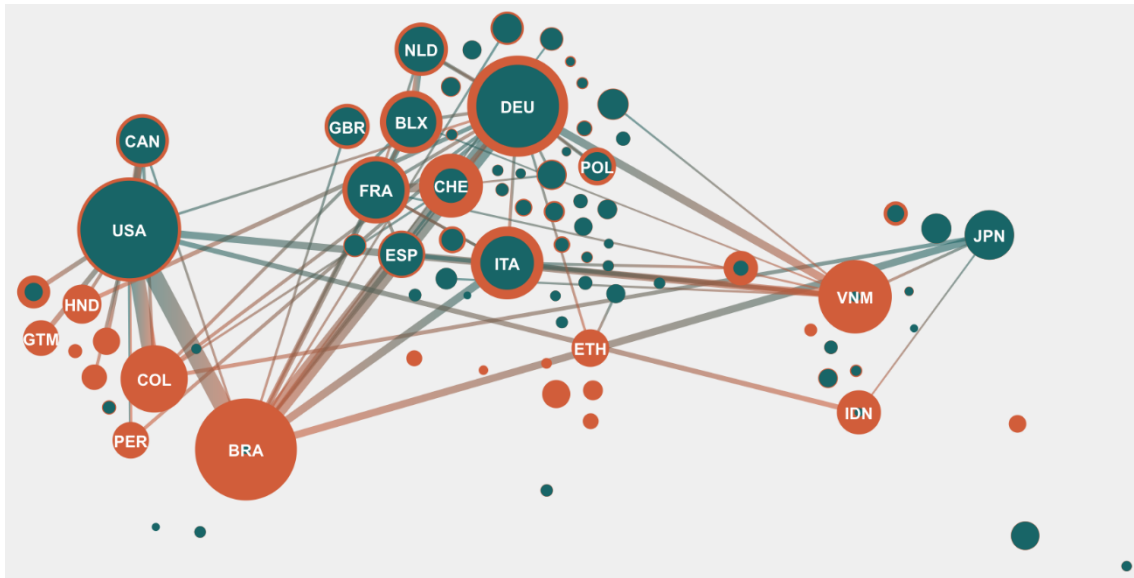 NLD
DEU
BLX
GBR
CAN
POL
CHE
FRA
USA
JPN
ESP
ITA
VNM
HND
GTM
ETH
COL
IDN
PER
BRA